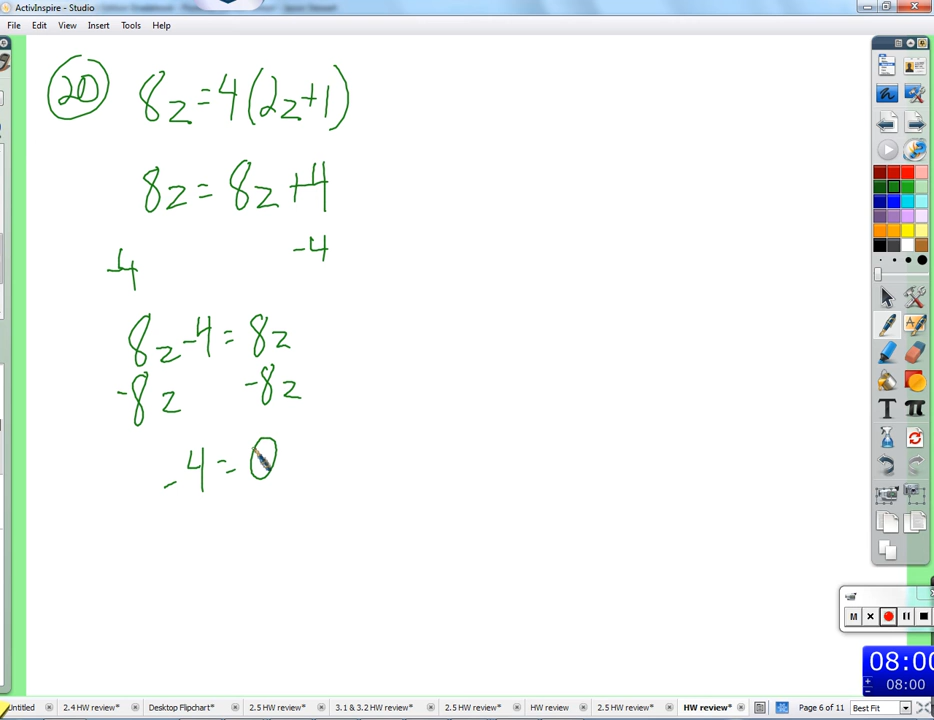 ActivInspire - Studio
File Edit View Insert Tools Help
20 8z=4(2z+1)
8z=8z+4
-4 -4
8z-4=8z
-8z -8z
-4=0
M
08:00
08:00
Untitled 2.4 HW review* Desktop Flipchart* 2.5 HW review* 3.1 & 3.2 HW review* 2.5 HW review* HW review 2.5 HW review* HW review* Page 6 of 11 Best Fit